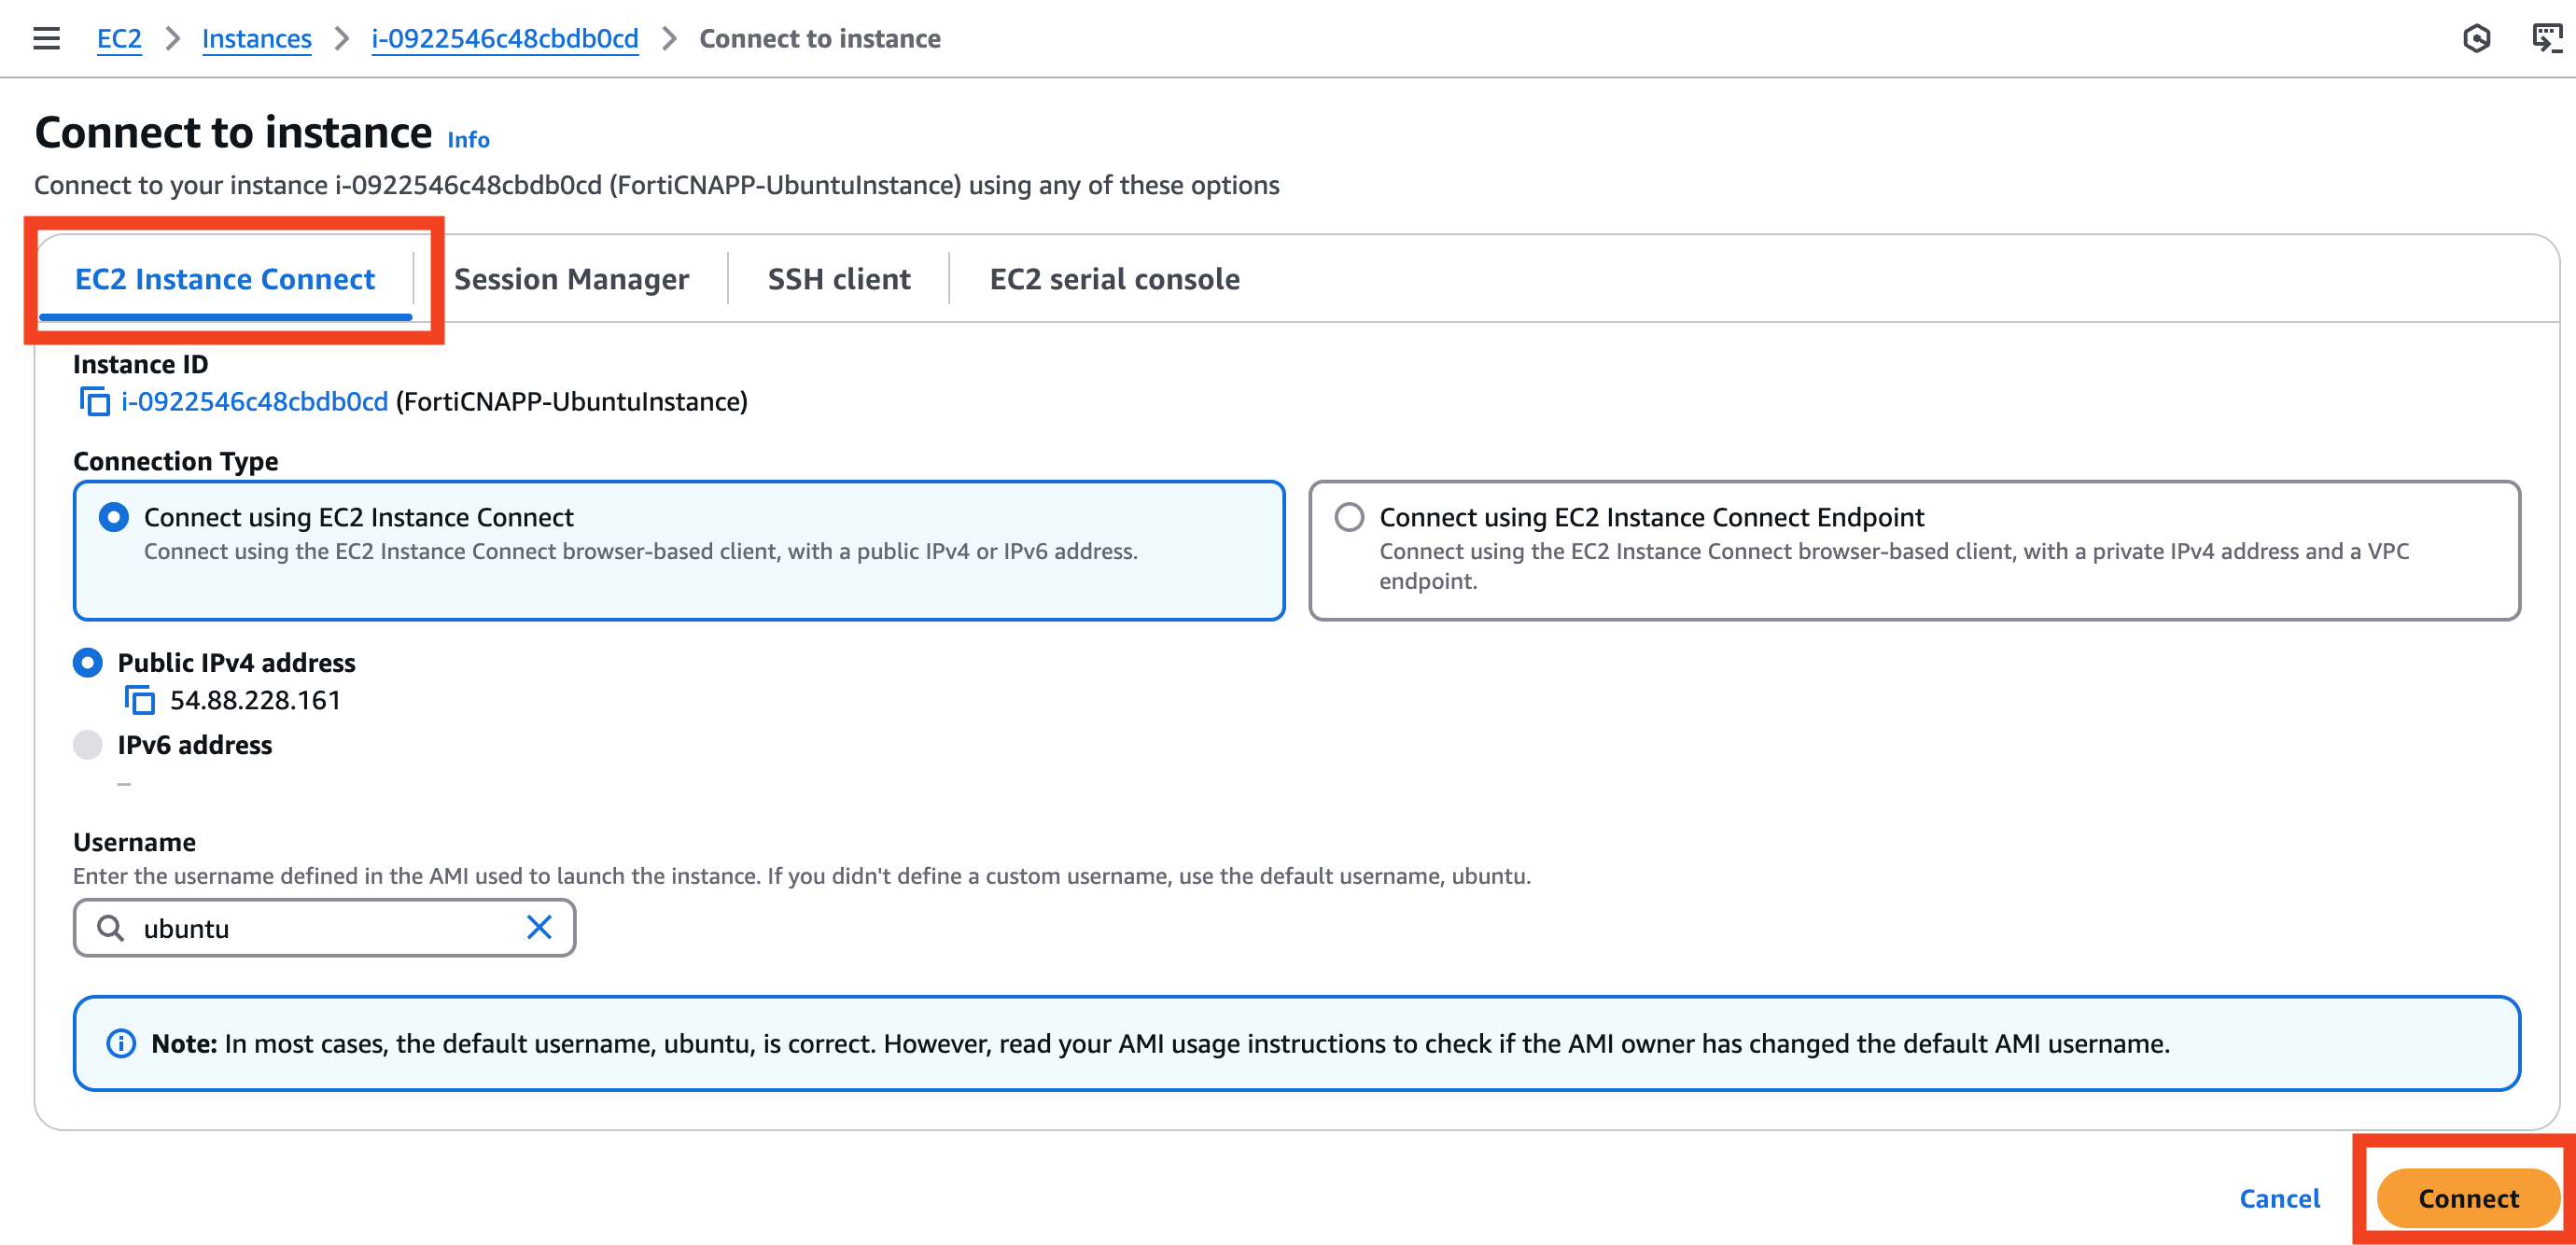 EC2 > Instances > i-0922546c48cbdb0cd > Connect to instance
Connect to instance Info
Connect to your instance i-0922546c48cbdb0cd (FortiCNAPP-UbuntuInstance) using any of these options
EC2 Instance Connect Session Manager SSH client EC2 serial console
Instance ID
i-0922546c48cbdb0cd (FortiCNAPP-UbuntuInstance)
Connection Type
Connect using EC2 Instance Connect
Connect using the EC2 Instance Connect browser-based client, with a public IPv4 or IPv6 address.
Connect using EC2 Instance Connect Endpoint
Connect using the EC2 Instance Connect browser-based client, with a private IPv4 address and a VPC
endpoint.
Public IPv4 address
54.88.228.161
IPv6 address
–
Username
Enter the username defined in the AMI used to launch the instance. If you didn't define a custom username, use the default username, ubuntu.
ubuntu
Note: In most cases, the default username, ubuntu, is correct. However, read your AMI usage instructions to check if the AMI owner has changed the default AMI username.
Cancel Connect